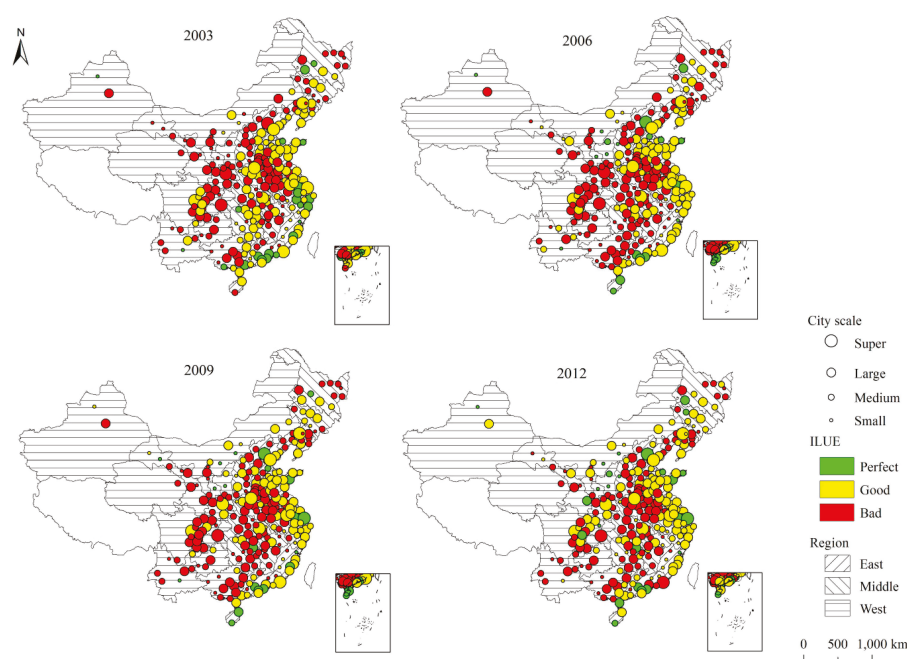 N
2003
2006
2009
2012
City scale
Super
Large
Medium
Small
ILUE
Perfect
Good
Bad
Region
East
Middle
West
0 500 1,000 km